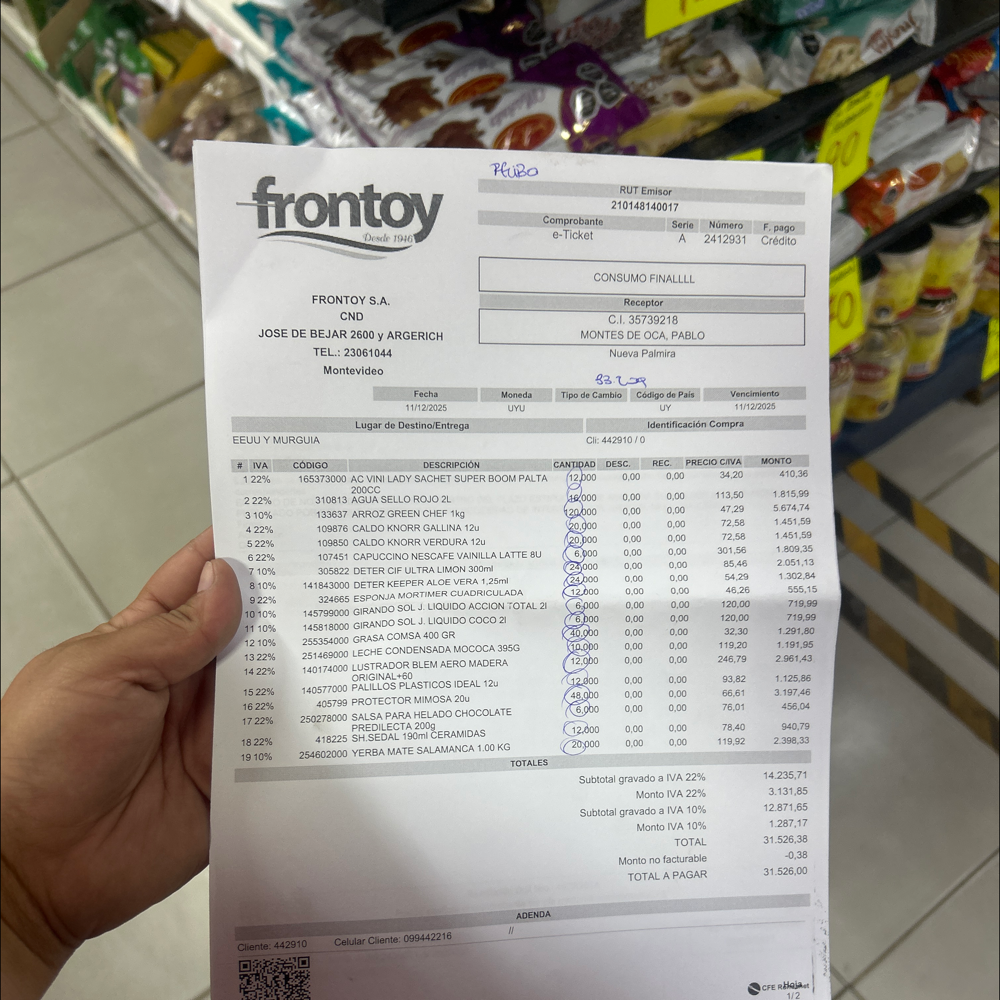 frontoy
Desde 1946
RUT Emisor
210148140017
Comprobante Serie Número F. pago
e-Ticket A 2412931 Crédito
CONSUMO FINALLLL
Receptor
C.I. 35739218
MONTES DE OCA, PABLO
Nueva Palmira
FRONTOY S.A.
CND
JOSE DE BEJAR 2600 y ARGERICH
TEL.: 23061044
Montevideo
Fecha Moneda Tipo de Cambio Código de País Vencimiento
11/12/2025 UYU UY 11/12/2025
Lugar de Destino/Entrega Identificación Compra
EEUU Y MURGUIA Cli: 442910 / 0
# IVA CÓDIGO DESCRIPCIÓN CANTIDAD DESC. REC. PRECIO C/IVA MONTO
1 22% 165373000 AC VINI LADY SACHET SUPER BOOM PALTA 12,000 0,00 0,00 34,20 410,36
200CC
2 22% 310813 AGUA SELLO ROJO 2L 16,000 0,00 0,00 113,50 1.815,99
3 10% 133637 ARROZ GREEN CHEF 1kg 120,000 0,00 0,00 47,29 5.674,74
4 22% 109876 CALDO KNORR GALLINA 12u 20,000 0,00 0,00 72,58 1.451,59
5 22% 109850 CALDO KNORR VERDURA 12u 20,000 0,00 0,00 72,58 1.451,59
6 22% 107451 CAPUCCINO NESCAFE VAINILLA LATTE 8U 6,000 0,00 0,00 301,56 1.809,35
7 10% 305822 DETER CIF ULTRA LIMON 300ml 24,000 0,00 0,00 85,46 2.051,13
8 10% 141843000 DETER KEEPER ALOE VERA 1,25ml 24,000 0,00 0,00 54,29 1.302,84
9 22% 324665 ESPONJA MORTIMER CUADRICULADA 12,000 0,00 0,00 46,26 555,15
10 10% 145799000 GIRANDO SOL J. LIQUIDO ACCION TOTAL 2l 6,000 0,00 0,00 120,00 719,99
11 10% 145818000 GIRANDO SOL J. LIQUIDO COCO 2l 6,000 0,00 0,00 120,00 719,99
12 10% 255354000 GRASA COMSA 400 GR 40,000 0,00 0,00 32,30 1.291,80
13 22% 251469000 LECHE CONDENSADA MOCOCA 395G 10,000 0,00 0,00 119,20 1.191,95
14 22% 140174000 LUSTRADOR BLEM AERO MADERA 12,000 0,00 0,00 246,79 2.961,43
ORIGINAL+60
15 22% 140577000 PALILLOS PLASTICOS IDEAL 12u 12,000 0,00 0,00 93,82 1.125,86
16 22% 405799 PROTECTOR MIMOSA 20u 48,000 0,00 0,00 66,61 3.197,46
17 22% 250278000 SALSA PARA HELADO CHOCOLATE 6,000 0,00 0,00 76,01 456,04
PREDILECTA 200g
18 22% 418225 SH.SEDAL 190ml CERAMIDAS 12,000 0,00 0,00 78,40 940,79
19 10% 254602000 YERBA MATE SALAMANCA 1.00 KG 20,000 0,00 0,00 119,92 2.398,33
TOTALES
Subtotal gravado a IVA 22% 14.235,71
Monto IVA 22% 3.131,85
Subtotal gravado a IVA 10% 12.871,65
Monto IVA 10% 1.287,17
TOTAL 31.526,38
Monto no facturable -0,38
TOTAL A PAGAR 31.526,00
ADENDA
//
Cliente: 442910 Celular Cliente: 099442216
CFE
Hoja
1/ 2